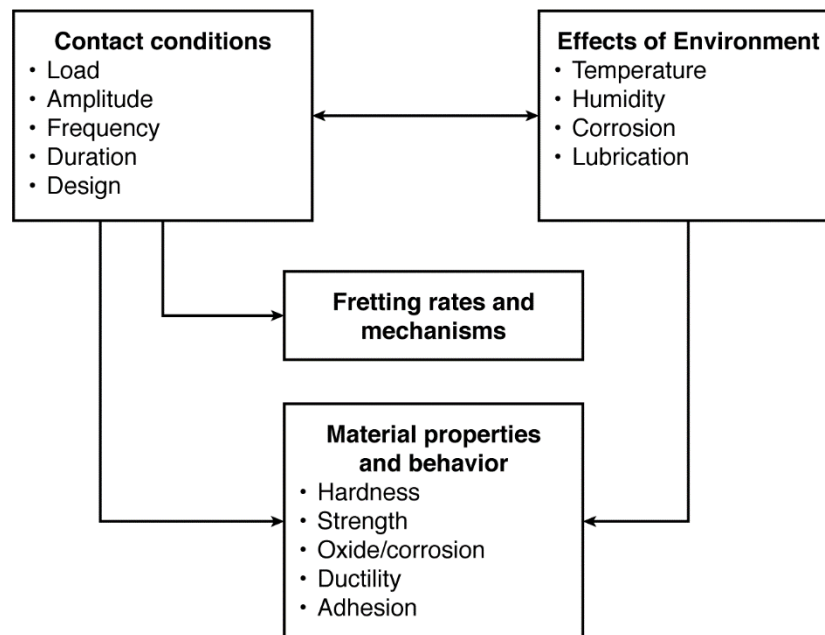 Contact conditions
• Load
• Amplitude
• Frequency
• Duration
• Design
Effects of Environment
• Temperature
• Humidity
• Corrosion
• Lubrication
Fretting rates and
mechanisms
Material properties
and behavior
• Hardness
• Strength
• Oxide/corrosion
• Ductility
• Adhesion